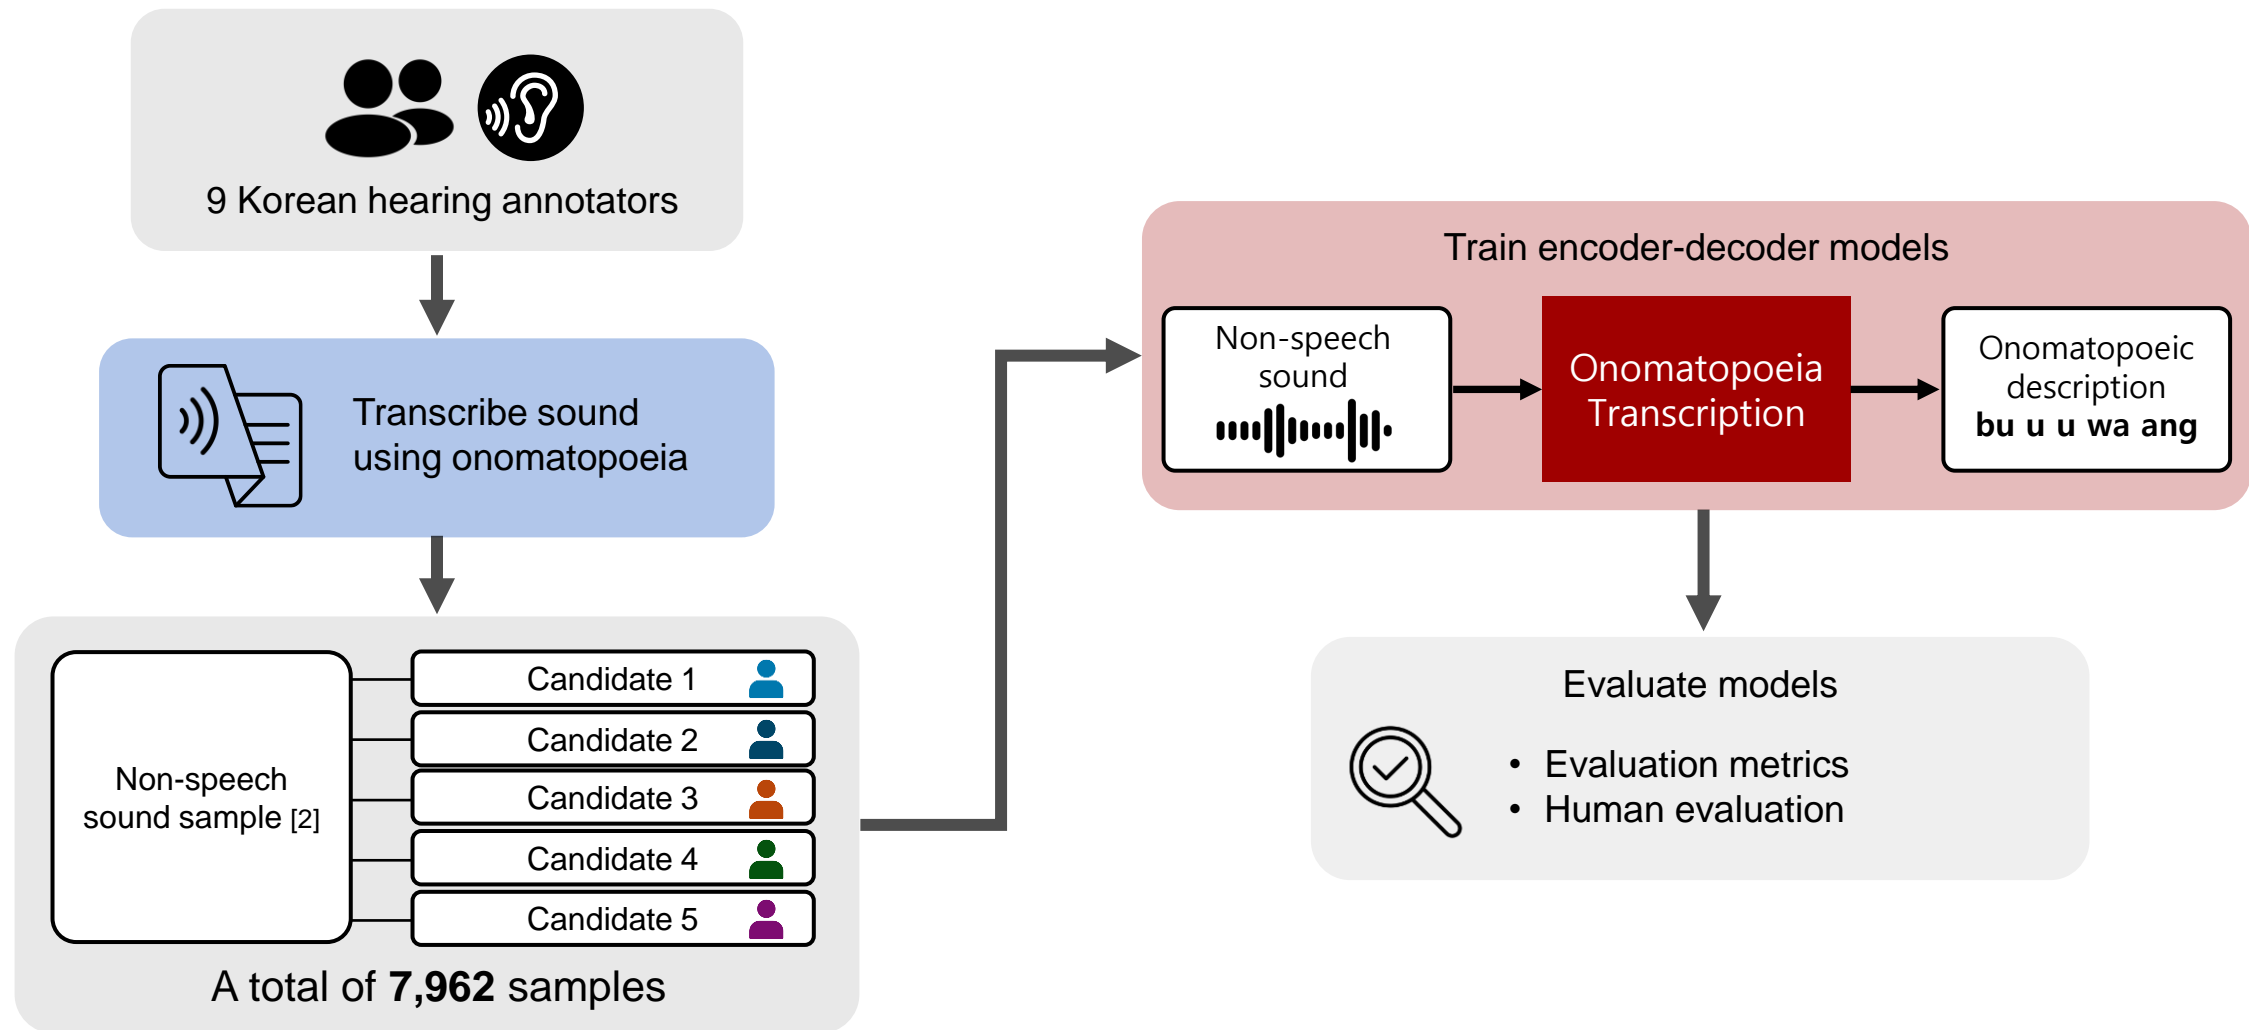 9 Korean hearing annotators
Transcribe sound
using onomatopoeia
Non-speech
sound sample [2]
Candidate 1
Candidate 2
Candidate 3
Candidate 4
Candidate 5
A total of 7,962 samples
Train encoder-decoder models
Non-speech
sound
Onomatopoeia
Transcription
Onomatopoeic
description
bu u u wa ang
Evaluate models
• Evaluation metrics
• Human evaluation